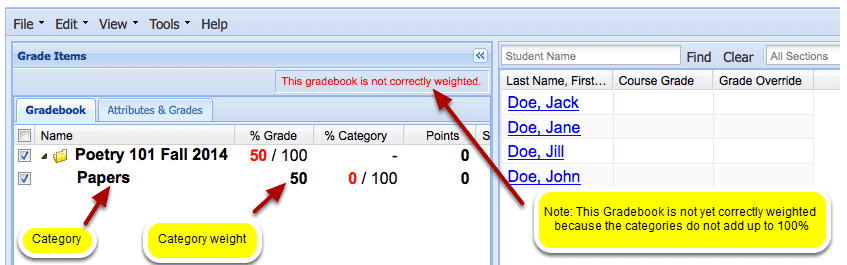 File Edit View Tools Help
Grade Items
This gradebook is not correctly weighted.
Gradebook Attributes & Grades
Name % Grade % Category Points S
Poetry 101 Fall 2014 50 / 100 - 0
Papers 50 0 / 100 0
Category
Category weight
Student Name Find Clear All Sections
Last Name, First... Course Grade Grade Override
Doe, Jack
Doe, Jane
Doe, Jill
Doe, John
Note: This Gradebook is not yet correctly weighted
because the categories do not add up to 100%